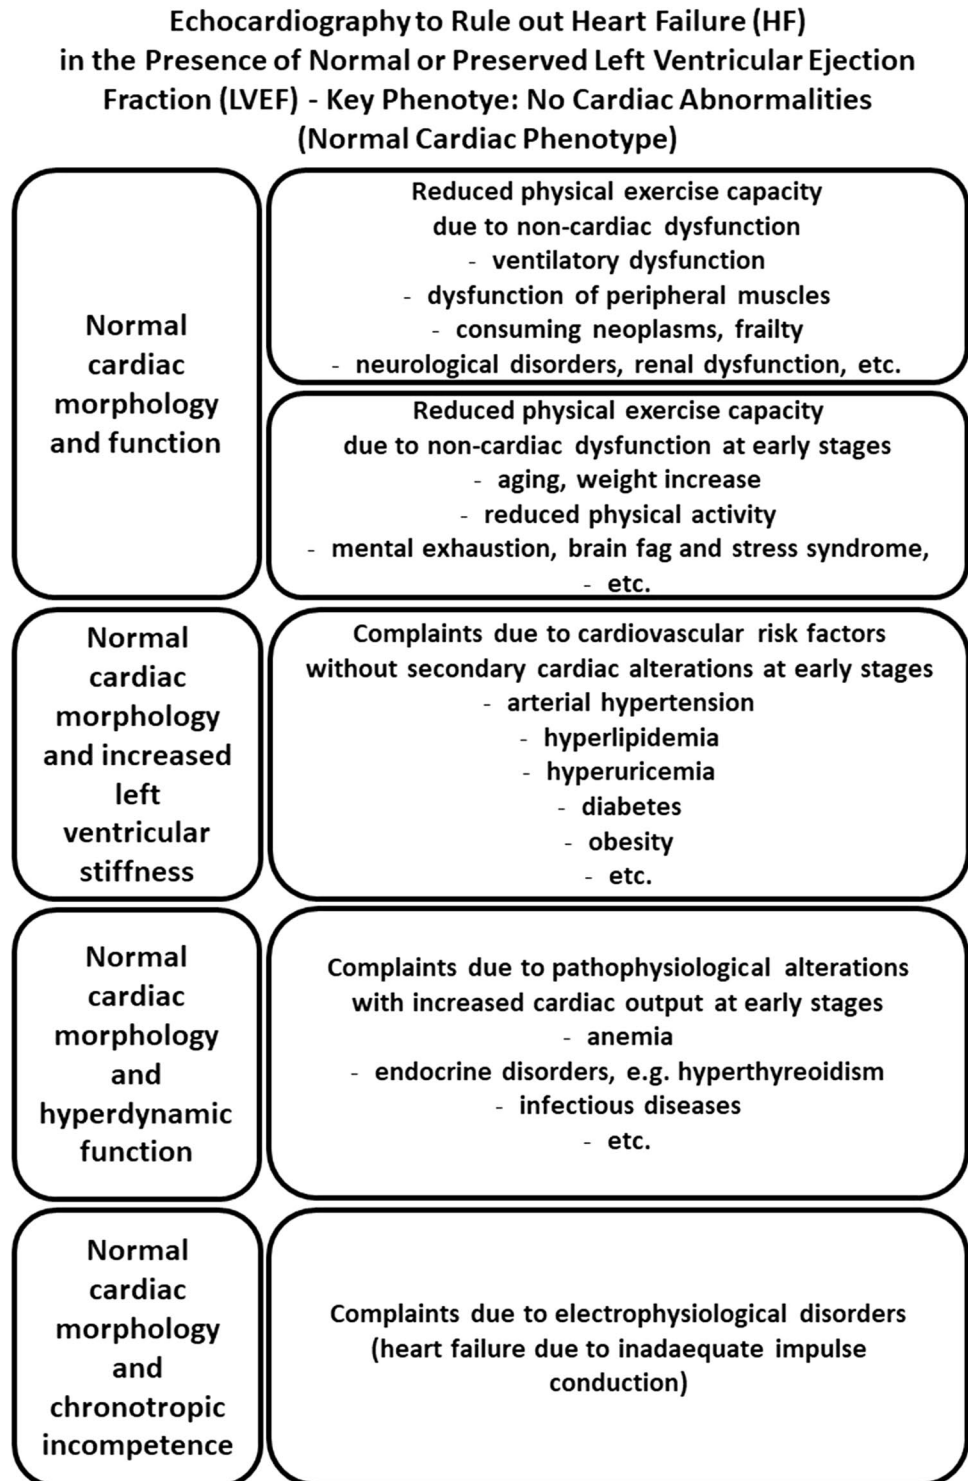 Echocardiography to Rule out Heart Failure (HF)
in the Presence of Normal or Preserved Left Ventricular Ejection
Fraction (LVEF) - Key Phenotye: No Cardiac Abnormalities
(Normal Cardiac Phenotype)
Normal
cardiac
morphology
and function
Reduced physical exercise capacity
due to non-cardiac dysfunction
- ventilatory dysfunction
- dysfunction of peripheral muscles
- consuming neoplasms, frailty
- neurological disorders, renal dysfunction, etc.
Reduced physical exercise capacity
due to non-cardiac dysfunction at early stages
- aging, weight increase
- reduced physical activity
- mental exhaustion, brain fag and stress syndrome,
- etc.
Normal
cardiac
morphology
and increased
left
ventricular
stiffness
Complaints due to cardiovascular risk factors
without secondary cardiac alterations at early stages
- arterial hypertension
- hyperlipidemia
- hyperuricemia
- diabetes
- obesity
- etc.
Normal
cardiac
morphology
and
hyperdynamic
function
Complaints due to pathophysiological alterations
with increased cardiac output at early stages
- anemia
- endocrine disorders, e.g. hyperthyreoidism
- infectious diseases
- etc.
Normal
cardiac
morphology
and
chronotropic
incompetence
Complaints due to electrophysiological disorders
(heart failure due to inadaequate impulse
conduction)